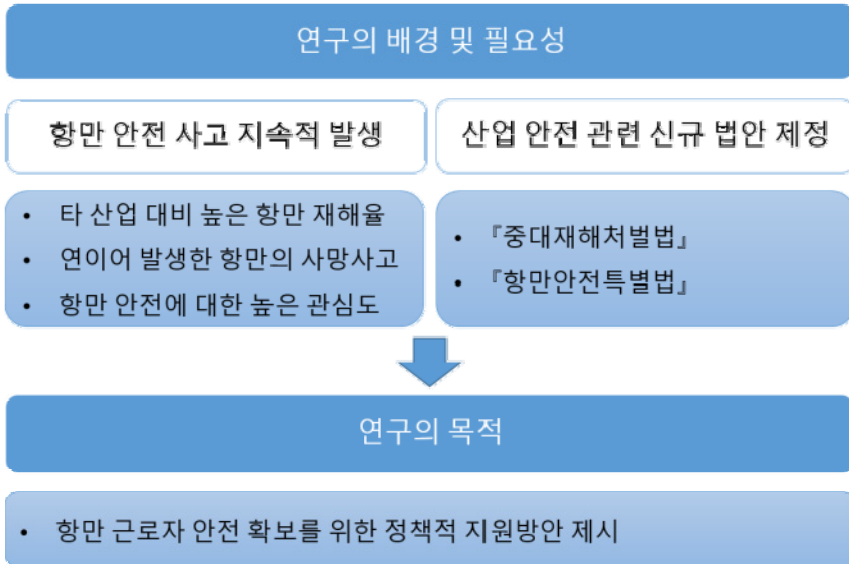 연구의 배경 및 필요성
항만 안전 사고 지속적 발생
산업 안전 관련 신규 법안 제정
• 타 산업 대비 높은 항만 재해율
• 연이어 발생한 항만의 사망사고
• 항만 안전에 대한 높은 관심도
• 『중대재해처벌법』
• 『항만안전특별법』
연구의 목적
• 항만 근로자 안전 확보를 위한 정책적 지원방안 제시